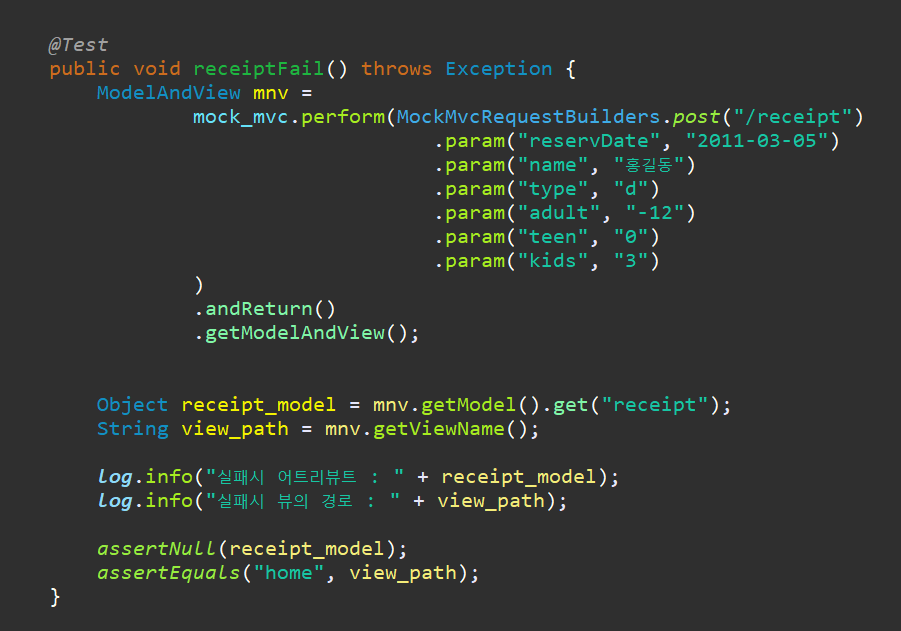 @Test
public void receiptFail() throws Exception {
ModelAndView mnv =
mock_mvc.perform(MockMvcRequestBuilders.post("/receipt")
.param("reservDate", "2011-03-05")
.param("name", "홍길동")
.param("type", "d")
.param("adult", "-12")
.param("teen", "0")
.param("kids", "3")
)
.andReturn()
.getModelAndView();
Object receipt_model = mnv.getModel().get("receipt");
String view_path = mnv.getViewName();
log.info("실패시 어트리뷰트 : " + receipt_model);
log.info("실패시 뷰의 경로 : " + view_path);
assertNull(receipt_model);
assertEquals("home", view_path);
}